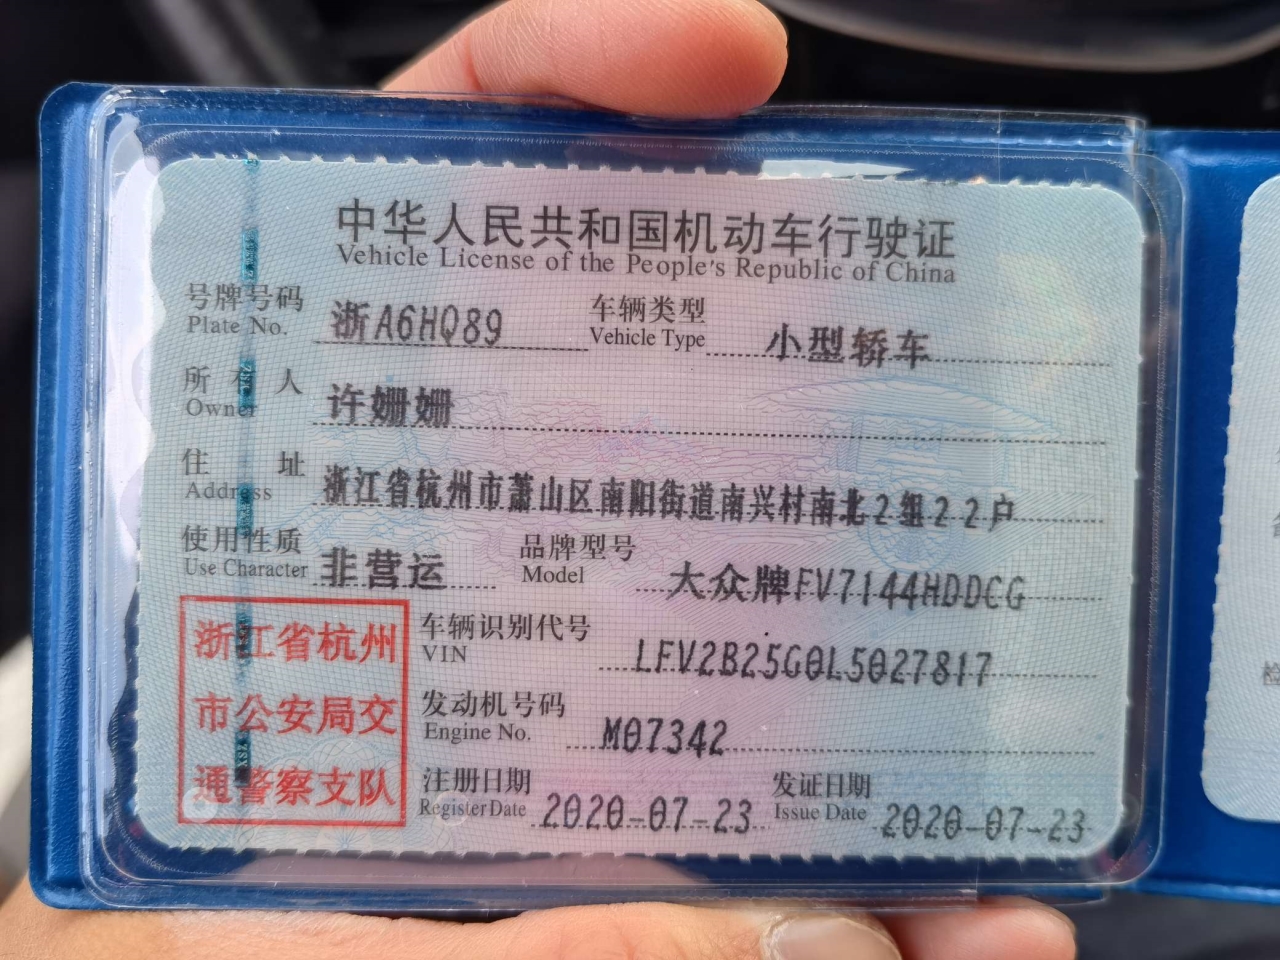 中华人民共和国机动车行驶证
Vehicle License of the People's Republic of China
号牌号码 浙A6HQ89 车辆类型 小型轿车
Plate No. Vehicle Type
所有人 许姗姗
Owner
住址 浙江省杭州市萧山区南阳街道南兴村南北2组22户
Address
使用性质 非营运 品牌型号 大众牌FV7144HDDCG
Use Character Model
浙江省杭州
市公安局交
通警察支队
车辆识别代号 LFV2B25G0L5027817
VIN
发动机号码 M07342
Engine No.
注册日期 2020-07-23 发证日期 2020-07-23
Register Date Issue Date